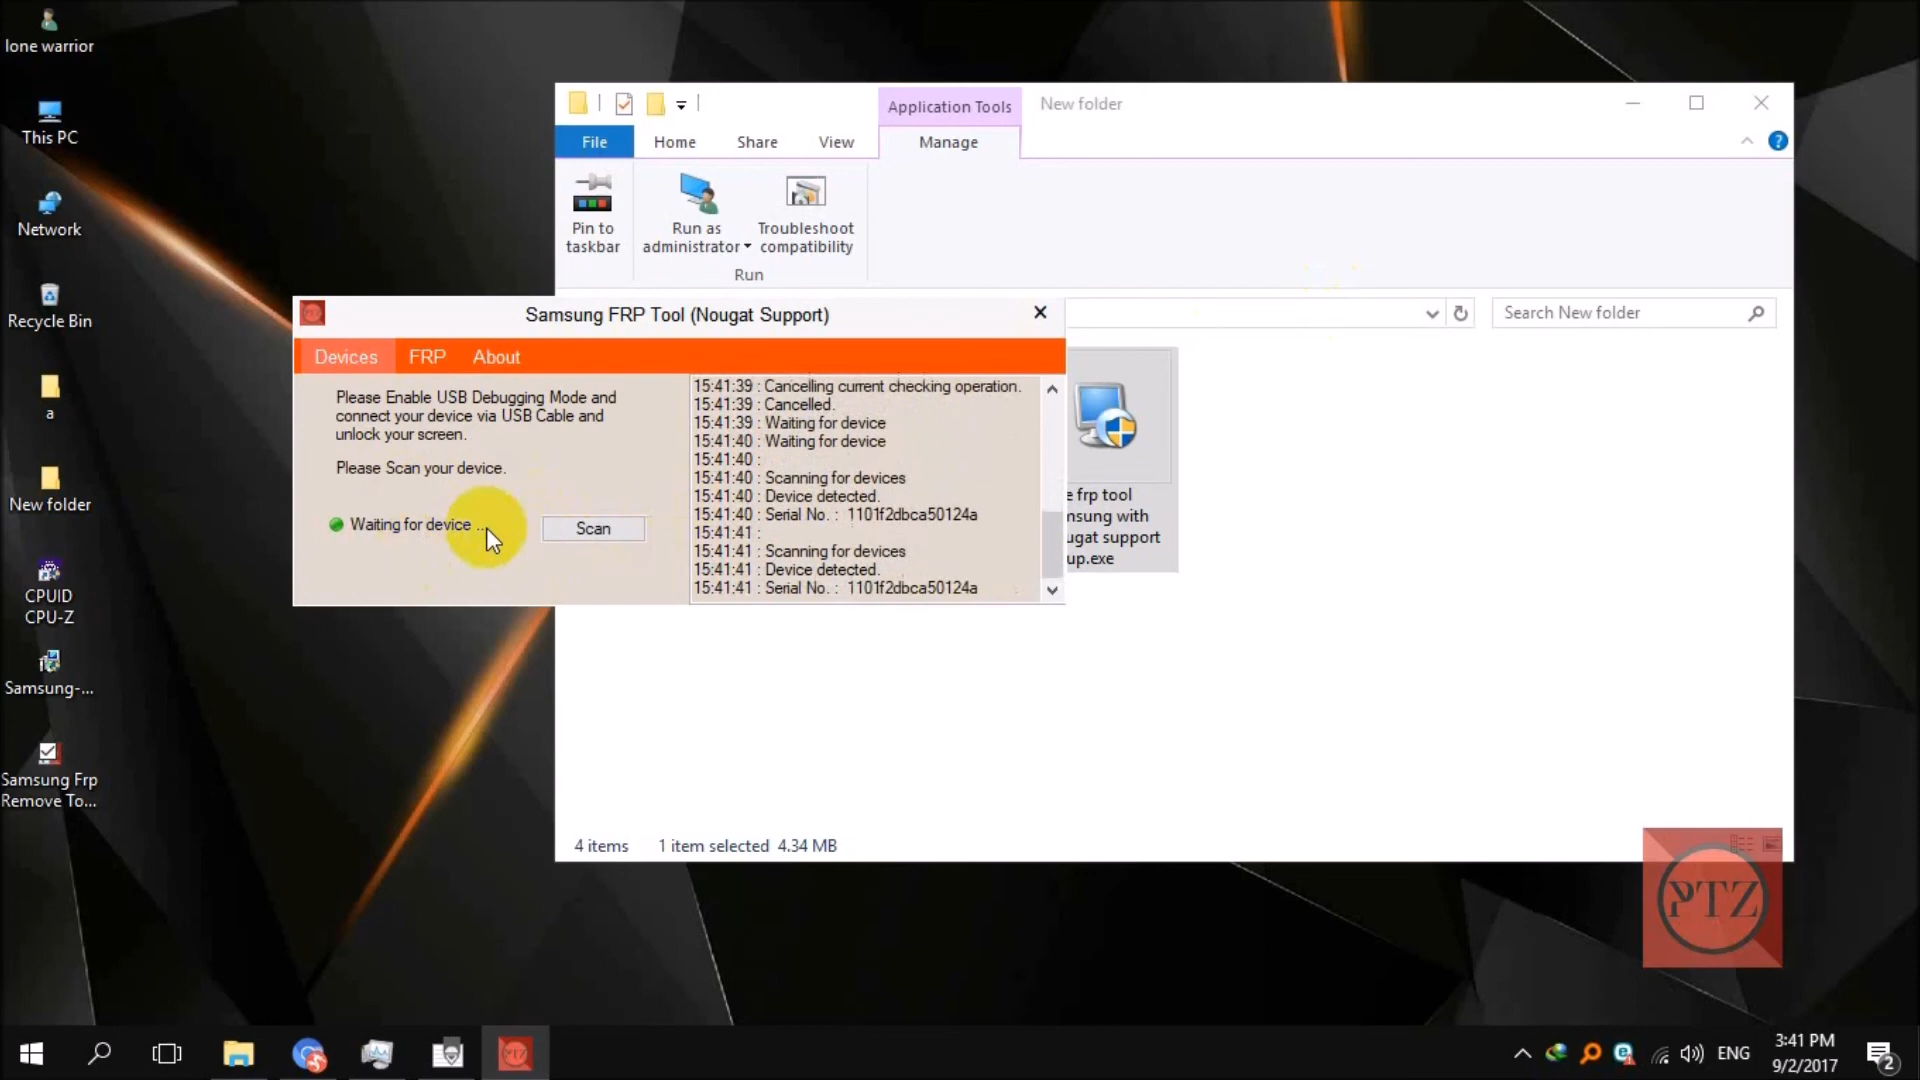 lone warrior
This PC
Network
Recycle Bin
a
New folder
CPUID
CPU-Z
Samsung-...
Samsung Frp
Remove To...
Application Tools
New folder
File
Home
Share
View
Manage
Pin to
taskbar
Run as
administrator
Troubleshoot
compatibility
Run
Search New folder
Samsung FRP Tool (Nougat Support)
Devices
FRP
About
Please Enable USB Debugging Mode and
connect your device via USB Cable and
unlock your screen.
Please Scan your device.
Waiting for device ...
Scan
15:41:39 : Cancelling current checking operation.
15:41:39 : Cancelled.
15:41:39 : Waiting for device
15:41:40 : Waiting for device
15:41:40 :
15:41:40 : Scanning for devices
15:41:40 : Device detected.
15:41:40 : Serial No. : 1101f2dbca50124a
15:41:41 :
15:41:41 : Scanning for devices
15:41:41 : Device detected.
15:41:41 : Serial No. : 1101f2dbca50124a
e frp tool
msung with
ugat support
up.exe
4 items
1 item selected 4.34 MB
PTZ
PTZ
ENG
3:41 PM
9/2/2017
2